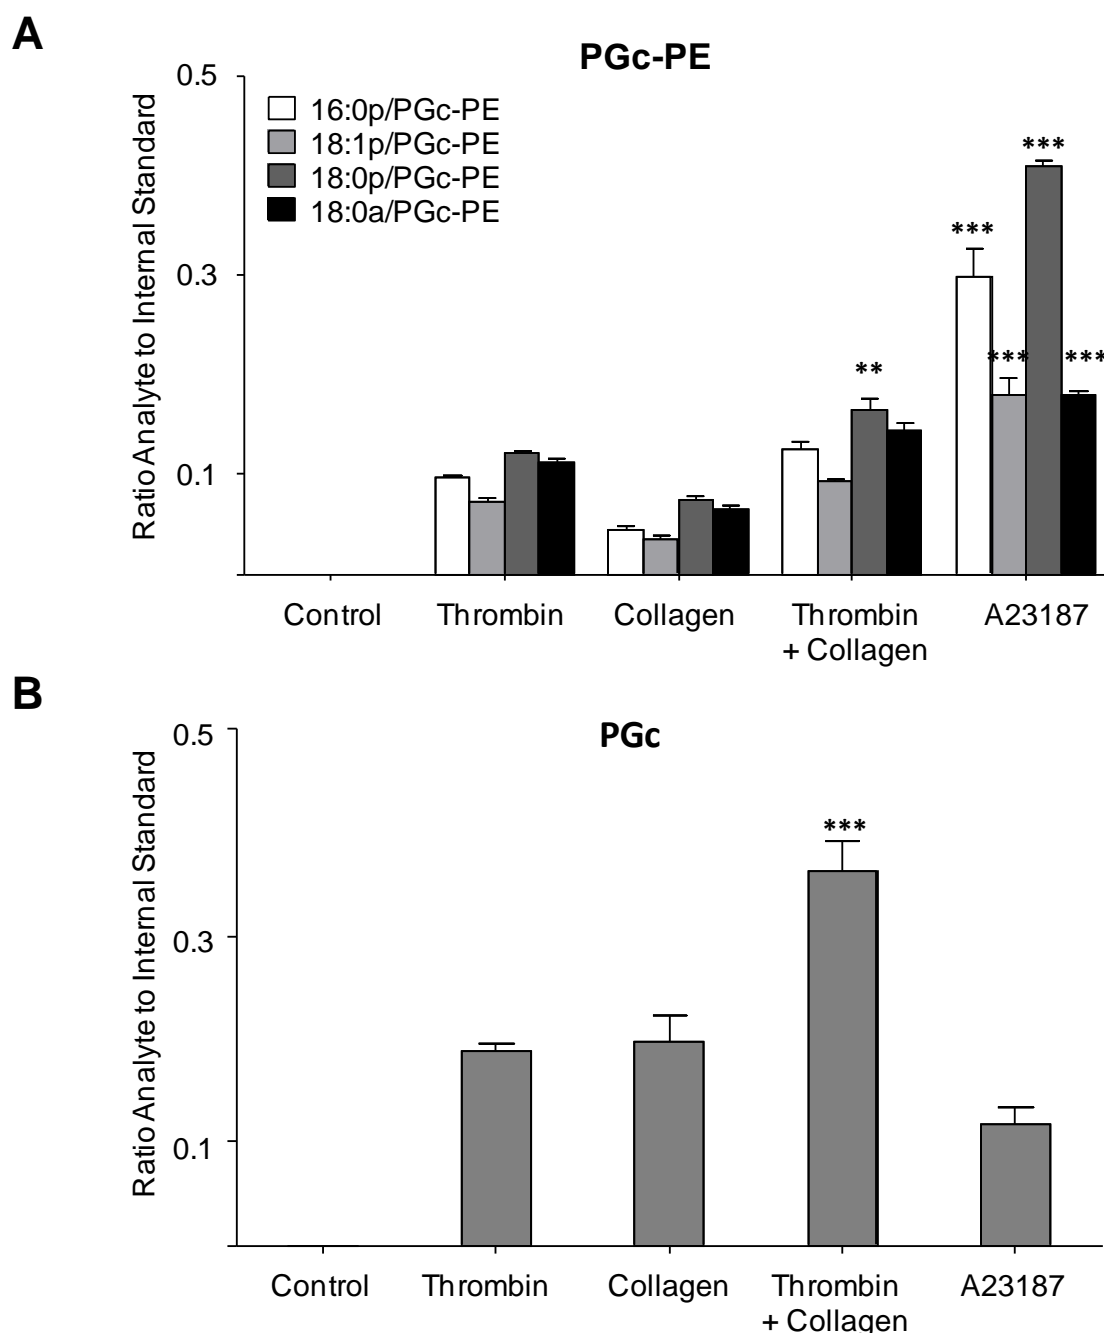 A
PGc-PE
Ratio Analyte to Internal Standard
0.5
0.3
0.1
16:0p/PGc-PE
18:1p/PGc-PE
18:0p/PGc-PE
18:0a/PGc-PE
***
***
***
***
**
Control
Thrombin
Collagen
Thrombin
+ Collagen
A23187
B
PGc
Ratio Analyte to Internal Standard
0.5
0.3
0.1
***
Control
Thrombin
Collagen
Thrombin
+ Collagen
A23187